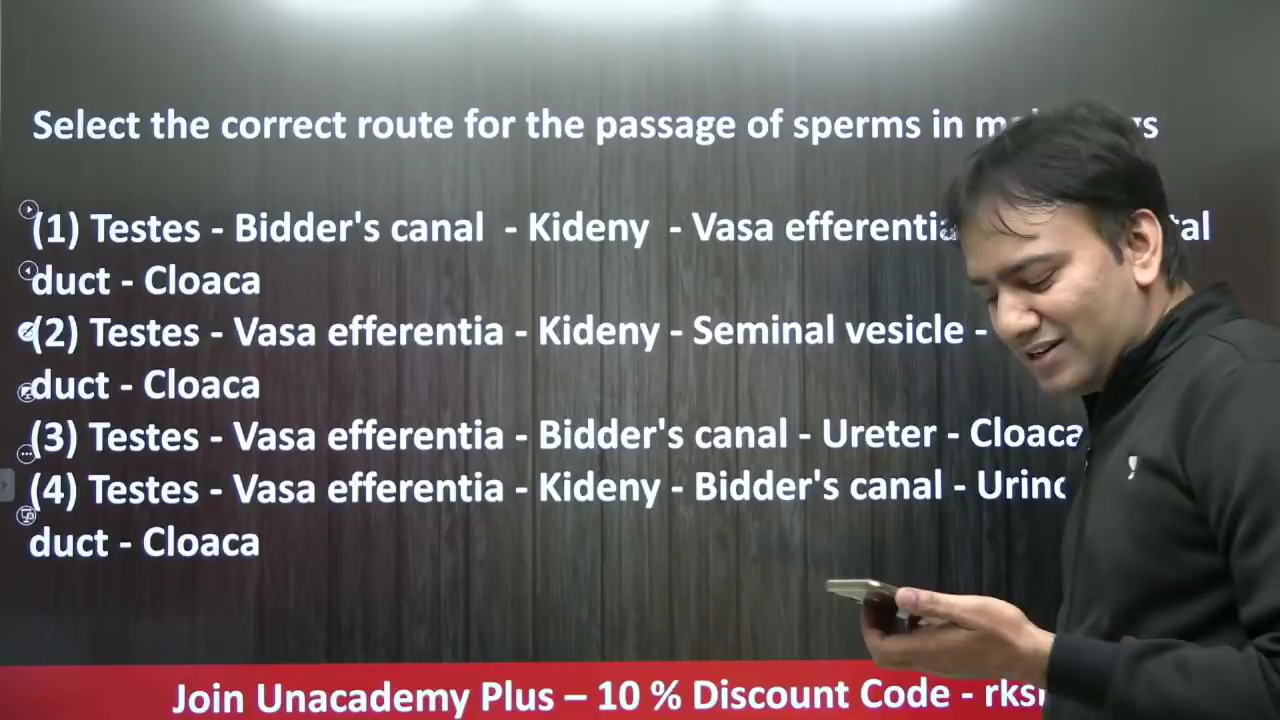 Select the correct route for the passage of sperms in
(1) Testes - Bidder's canal - Kideny - Vasa efferentia
duct - Cloaca
(2) Testes - Vasa efferentia - Kideny - Seminal vesicle -
duct - Cloaca
(3) Testes - Vasa efferentia - Bidder's canal - Ureter - Cloaca
(4) Testes - Vasa efferentia - Kideny - Bidder's canal -
duct - Cloaca
Join Unacademy Plus – 10 % Discount Code -